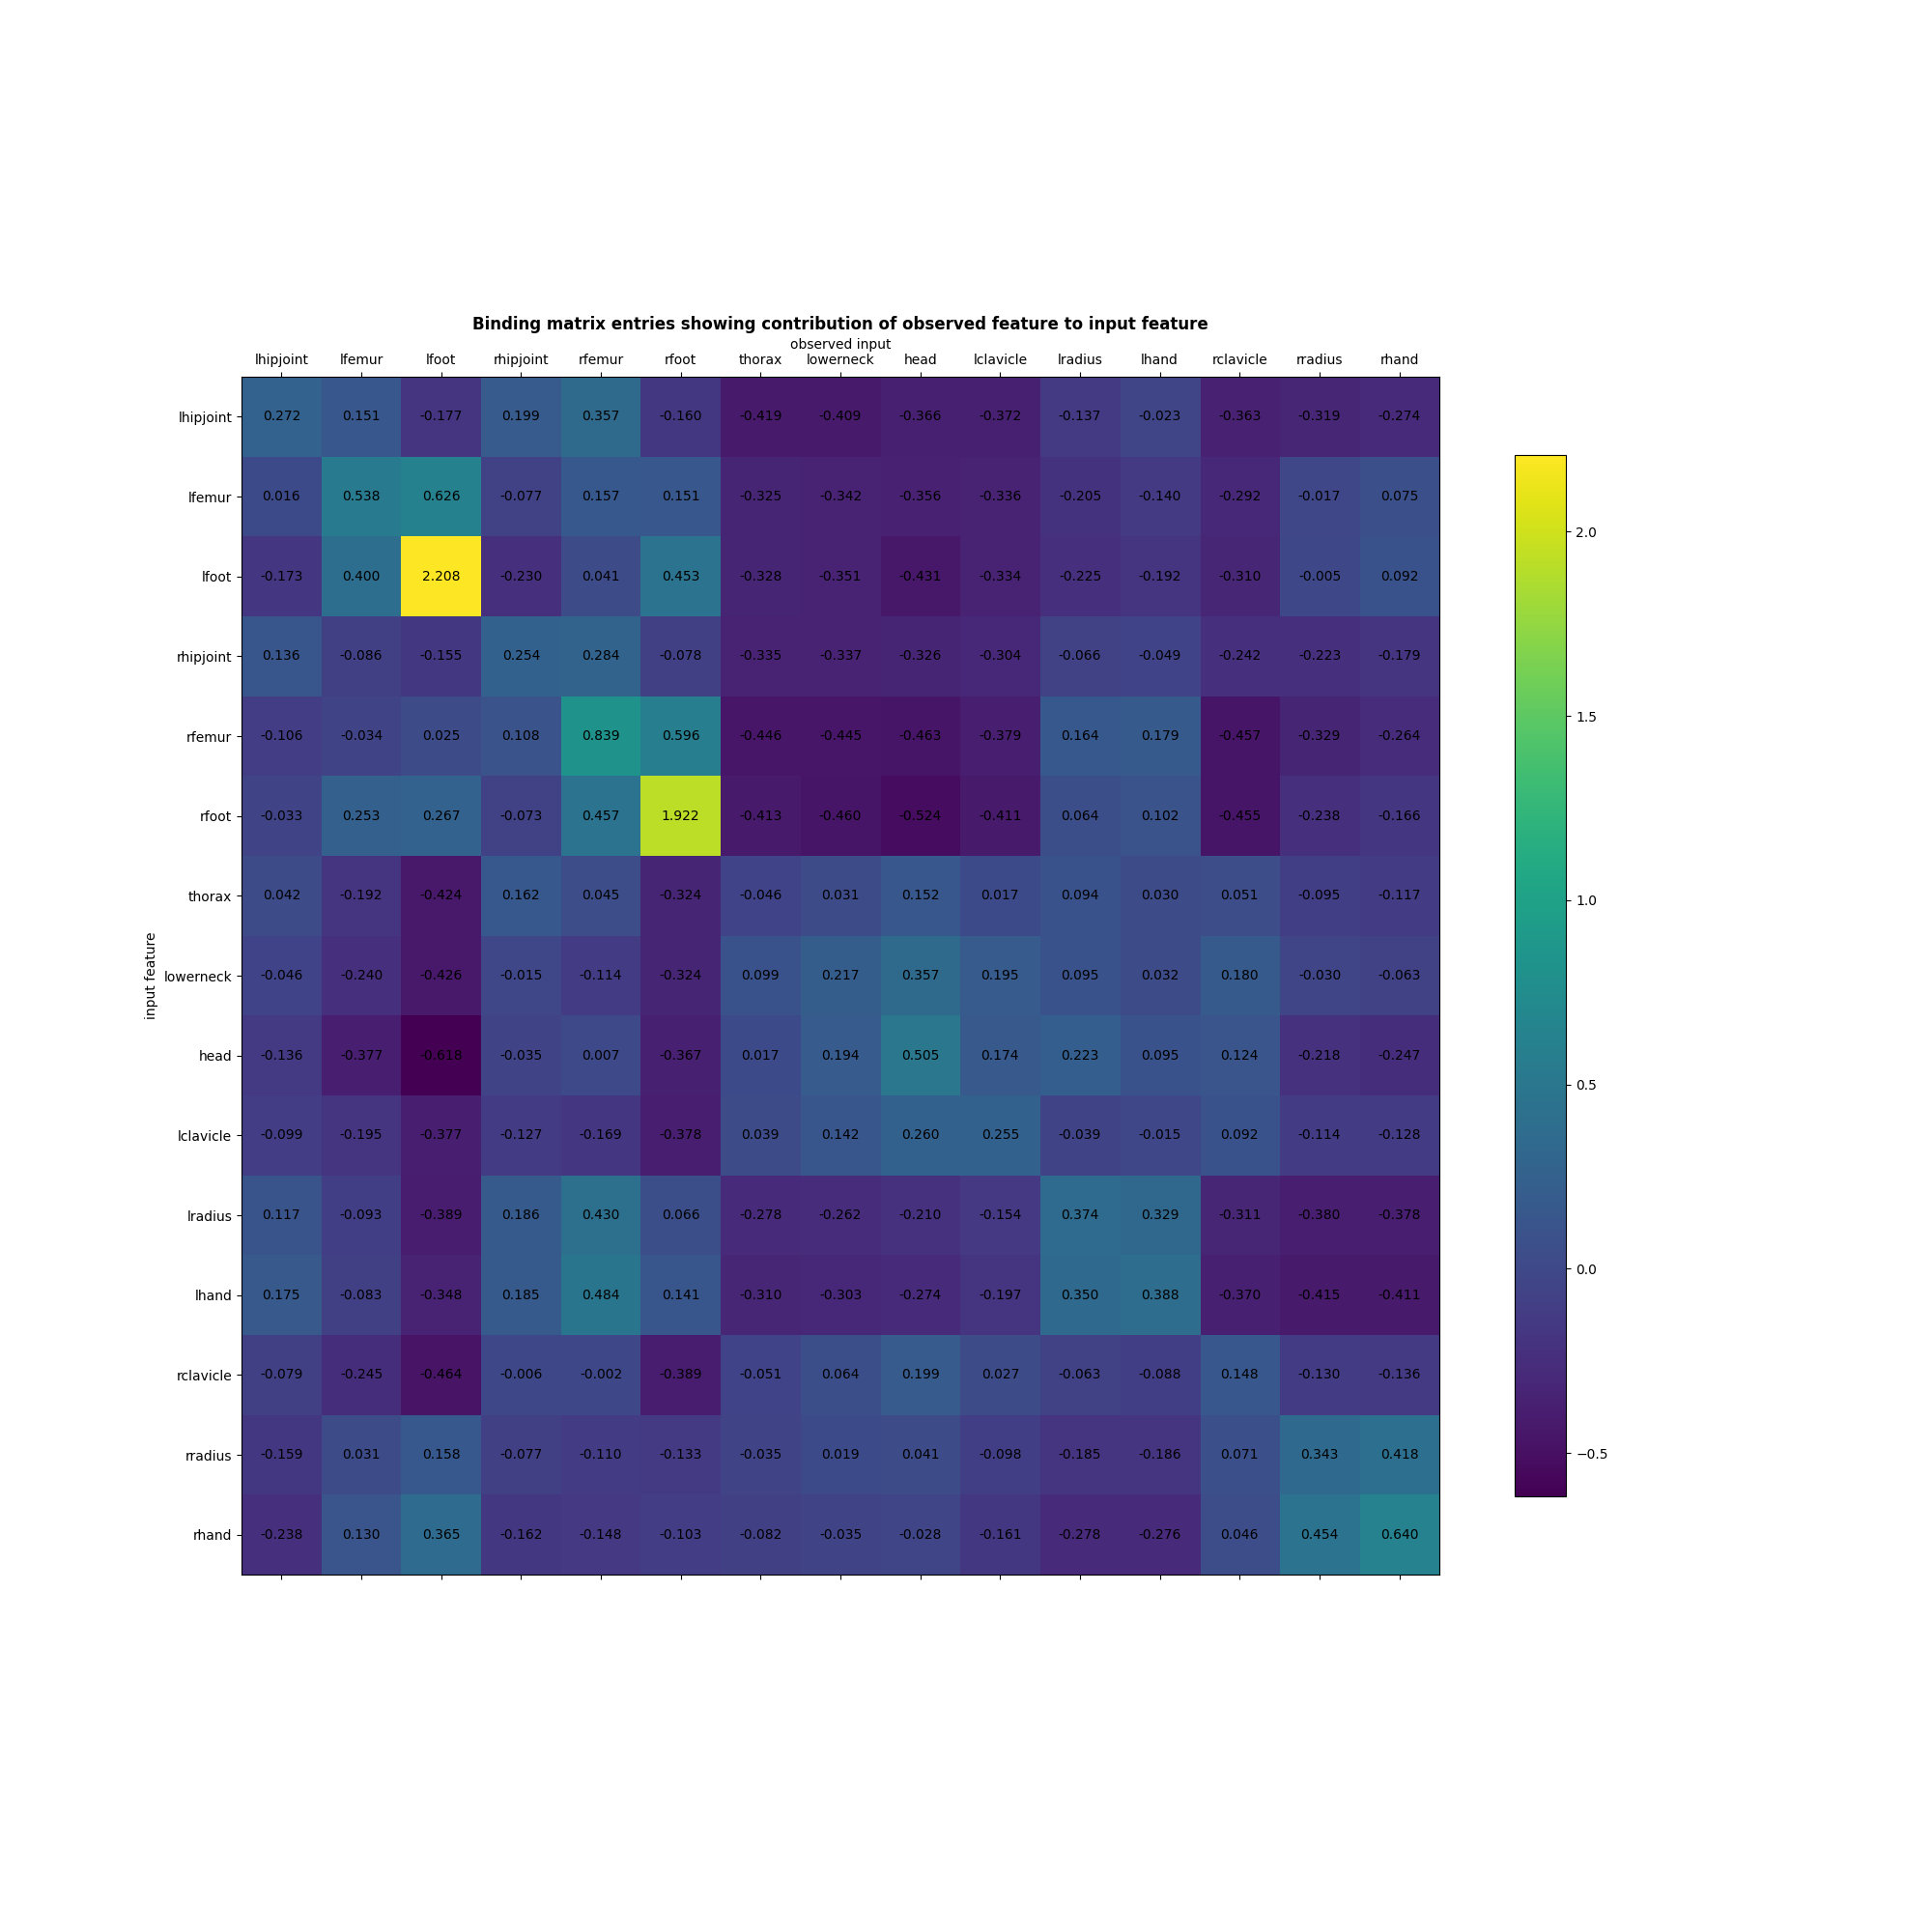 Binding matrix entries showing contribution of observed feature to input feature
observed input
lhipjoint lfemur lfoot rhipjoint rfemur rfoot thorax lowerneck head lclavicle lradius lhand rclavicle rradius rhand
lhipjoint 0.272 0.151 -0.177 0.199 0.357 -0.160 -0.419 -0.409 -0.366 -0.372 -0.137 -0.023 -0.363 -0.319 -0.274
lfemur 0.016 0.538 0.626 -0.077 0.157 0.151 -0.325 -0.342 -0.356 -0.336 -0.205 -0.140 -0.292 -0.017 0.075
lfoot -0.173 0.400 2.208 -0.230 0.041 0.453 -0.328 -0.351 -0.431 -0.334 -0.225 -0.192 -0.310 -0.005 0.092
rhipjoint 0.136 -0.086 -0.155 0.254 0.284 -0.078 -0.335 -0.337 -0.326 -0.304 -0.066 -0.049 -0.242 -0.223 -0.179
rfemur -0.106 -0.034 0.025 0.108 0.839 0.596 -0.446 -0.445 -0.463 -0.379 0.164 0.179 -0.457 -0.329 -0.264
rfoot -0.033 0.253 0.267 -0.073 0.457 1.922 -0.413 -0.460 -0.524 -0.411 0.064 0.102 -0.455 -0.238 -0.166
thorax 0.042 -0.192 -0.424 0.162 0.045 -0.324 -0.046 0.031 0.152 0.017 0.094 0.030 0.051 -0.095 -0.117
lowerneck -0.046 -0.240 -0.426 -0.015 -0.114 -0.324 0.099 0.217 0.357 0.195 0.095 0.032 0.180 -0.030 -0.063
head -0.136 -0.377 -0.618 -0.035 0.007 -0.367 0.017 0.194 0.505 0.174 0.223 0.095 0.124 -0.218 -0.247
lclavicle -0.099 -0.195 -0.377 -0.127 -0.169 -0.378 0.039 0.142 0.260 0.255 -0.039 -0.015 0.092 -0.114 -0.128
lradius 0.117 -0.093 -0.389 0.186 0.430 0.066 -0.278 -0.262 -0.210 -0.154 0.374 0.329 -0.311 -0.380 -0.378
lhand 0.175 -0.083 -0.348 0.185 0.484 0.141 -0.310 -0.303 -0.274 -0.197 0.350 0.388 -0.370 -0.415 -0.411
rclavicle -0.079 -0.245 -0.464 -0.006 -0.002 -0.389 -0.051 0.064 0.199 0.027 -0.063 -0.088 0.148 -0.130 -0.136
rradius -0.159 0.031 0.158 -0.077 -0.110 -0.133 -0.035 0.019 0.041 -0.098 -0.185 -0.186 0.071 0.343 0.418
rhand -0.238 0.130 0.365 -0.162 -0.148 -0.103 -0.082 -0.035 -0.028 -0.161 -0.278 -0.276 0.046 0.454 0.640
input feature
2.0
1.5
1.0
0.5
0.0
−0.5